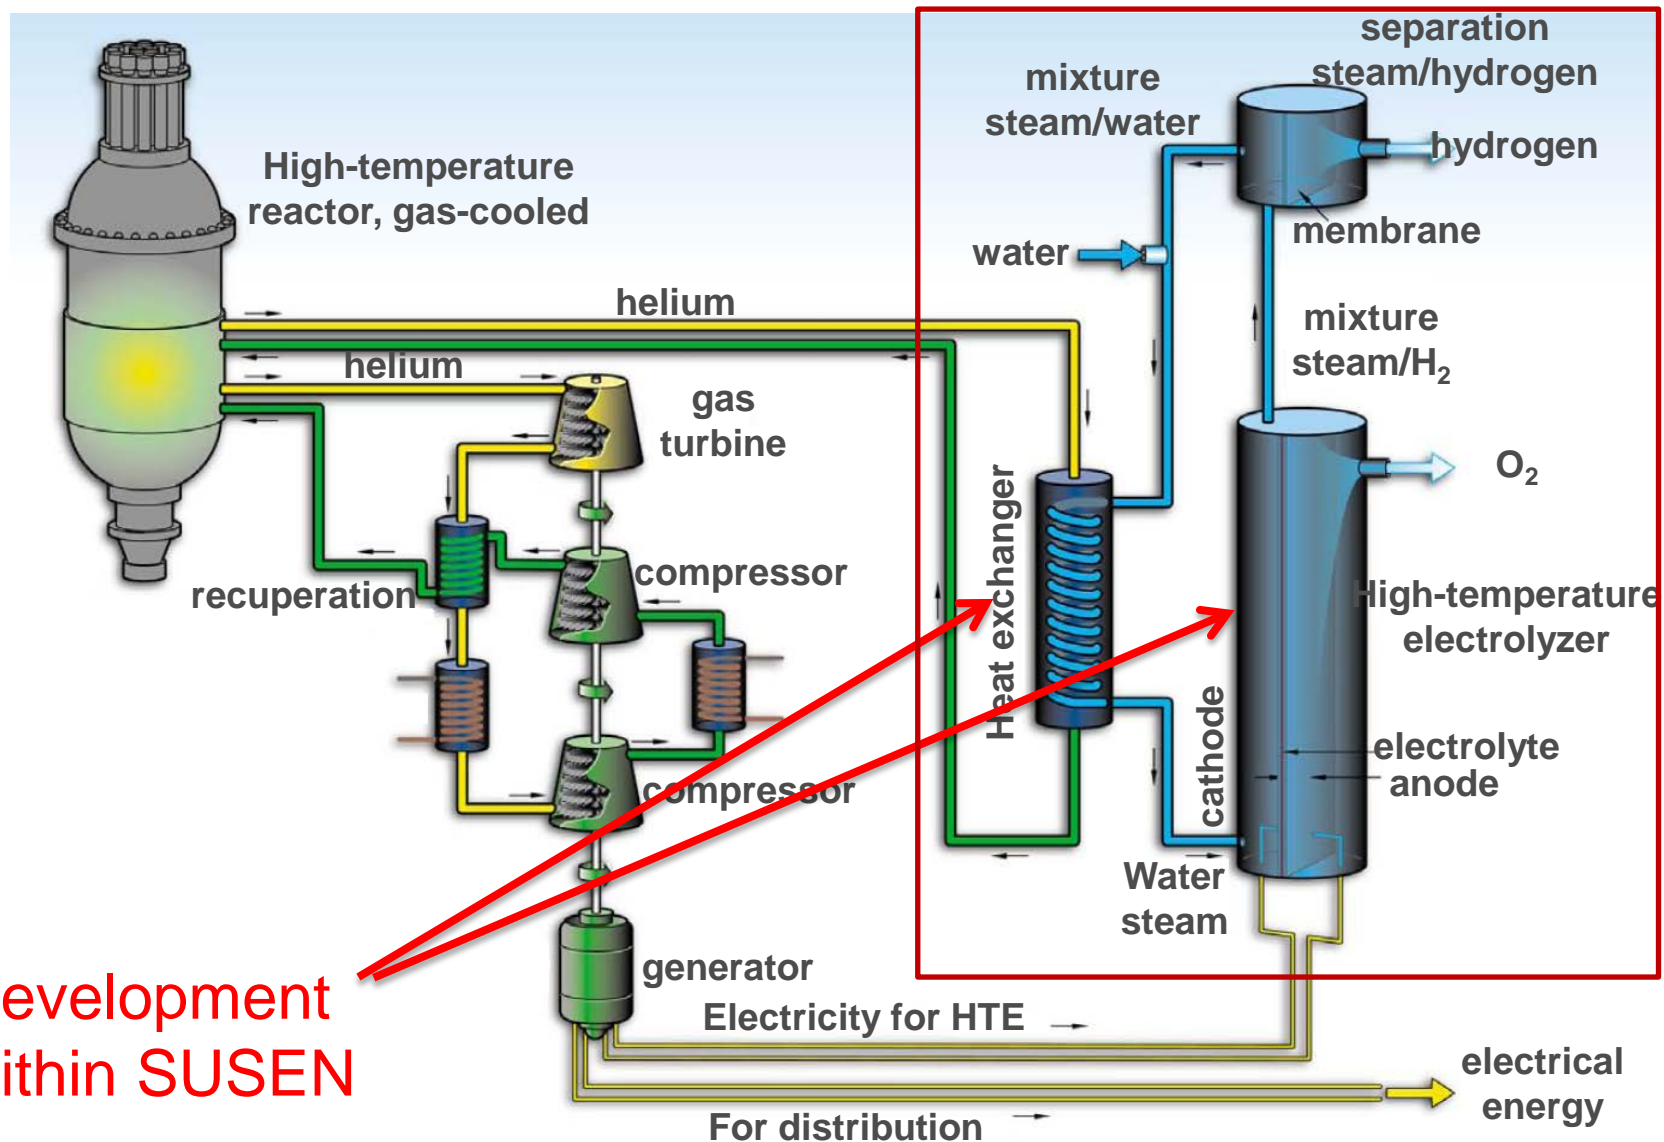 separation
steam/hydrogen
mixture
steam/water
hydrogen
High-temperature
reactor, gas-cooled
membrane
water
helium
mixture
steam/H₂
helium
gas
turbine
O₂
Heat exchanger
compressor
recuperation
High-temperature
electrolyzer
cathode
electrolyte
anode
compressor
Water
steam
generator
evelopment
ithin SUSEN
Electricity for HTE
electrical
energy
For distribution